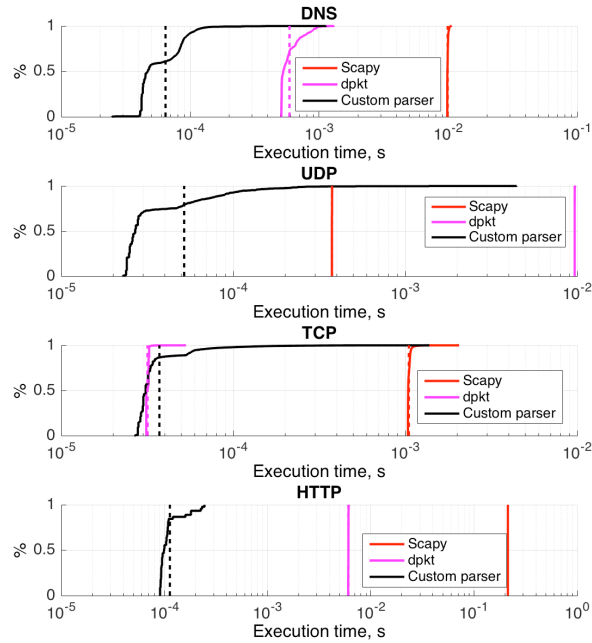 DNS
1
0.5
0
%
Scapy
dpkt
Custom parser
10-5 10-4 10-3 10-2 10-1
Execution time, s
UDP
1
0.5
0
%
Scapy
dpkt
Custom parser
10-5 10-4 10-3 10-2
Execution time, s
TCP
1
0.5
0
%
Scapy
dpkt
Custom parser
10-5 10-4 10-3 10-2
Execution time, s
HTTP
1
0.5
0
%
Scapy
dpkt
Custom parser
10-5 10-4 10-3 10-2 10-1 100
Execution time, s